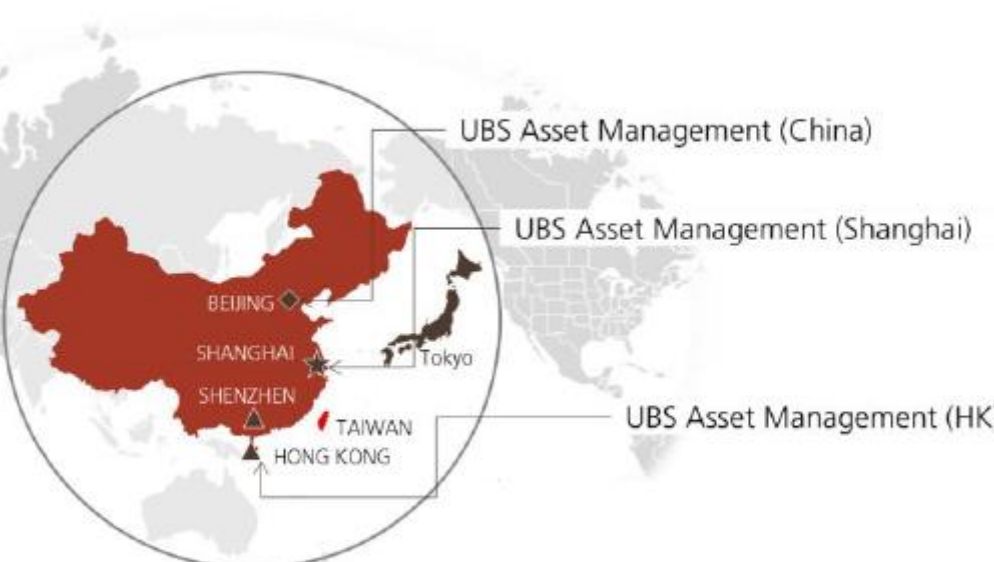 UBS Asset Management (China)
UBS Asset Management (Shanghai)
BEIJING
SHANGHAI
Tokyo
SHENZHEN
TAIWAN
UBS Asset Management (HK
HONG KONG